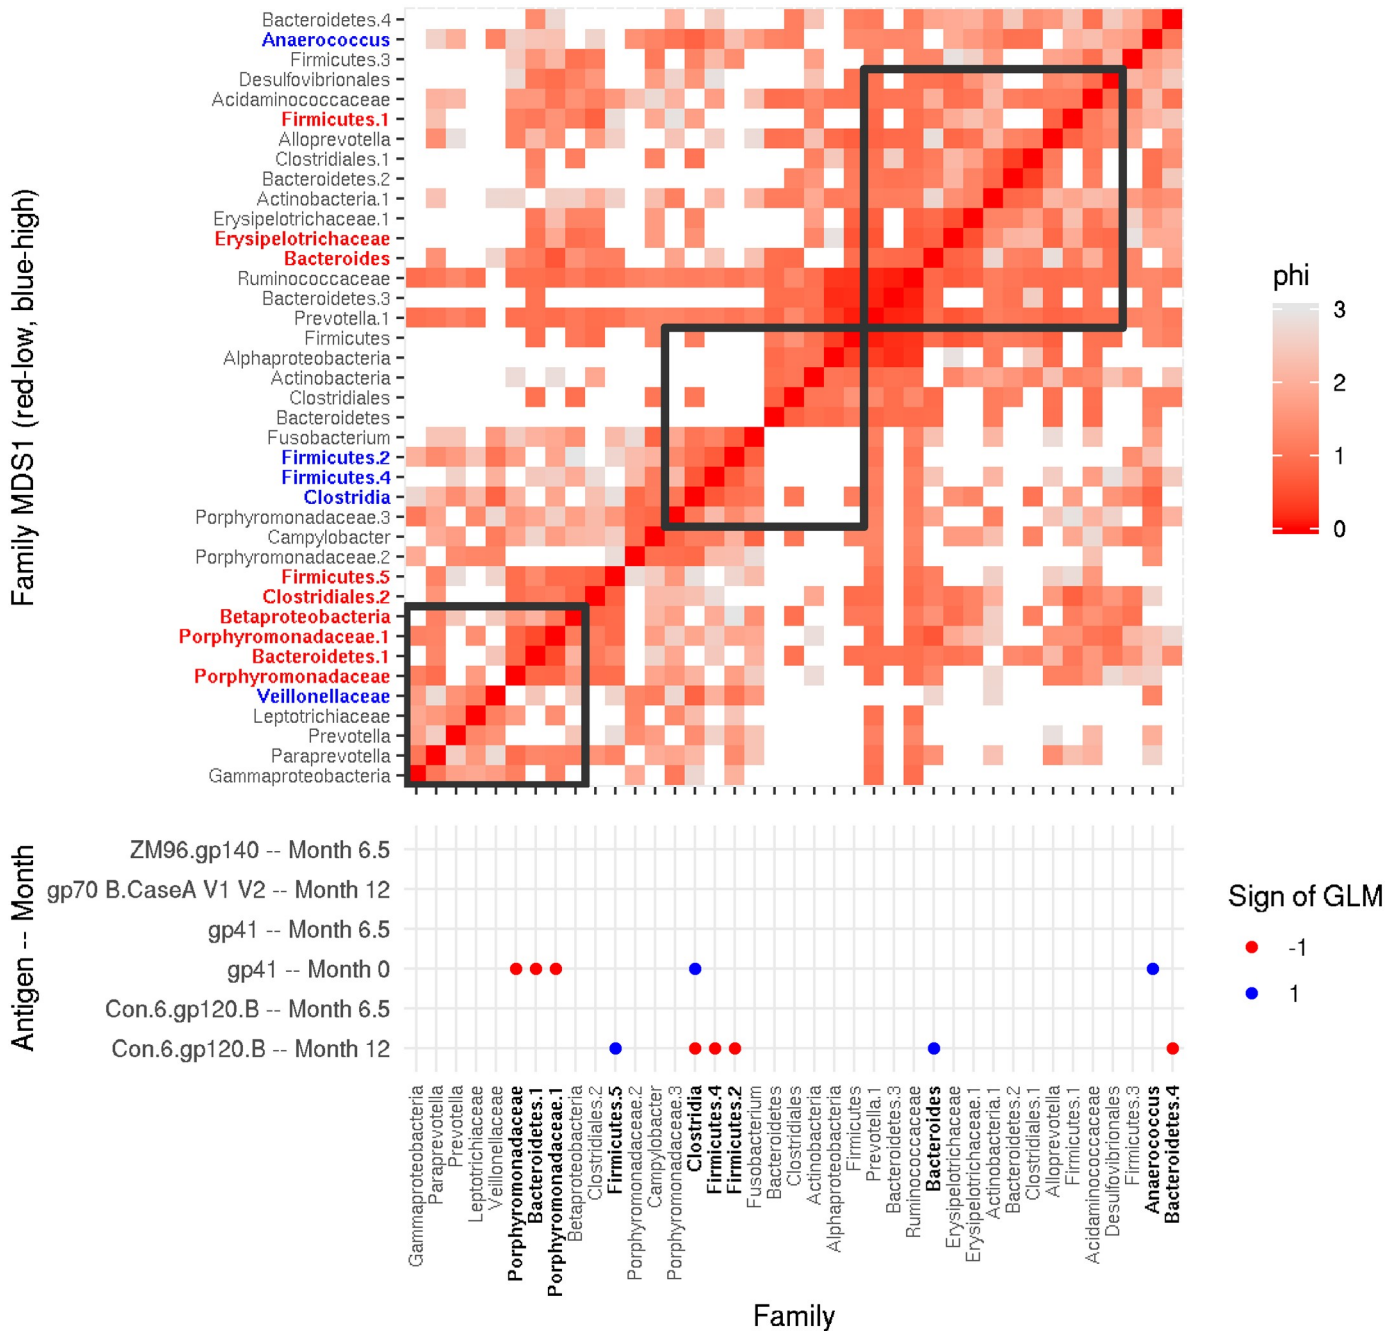 Family MDS1 (red-low, blue-high)
Bacteroidetes.4
Anaerococcus
Firmicutes.3
Desulfovibrionales
Acidaminococcaceae
Firmicutes.1
Alloprevotella
Clostridiales.1
Bacteroidetes.2
Actinobacteria.1
Erysipelotrichaceae.1
Erysipelotrichaceae
Bacteroides
Ruminococcaceae
Bacteroidetes.3
Prevotella.1
Firmicutes
Alphaproteobacteria
Actinobacteria
Clostridiales
Bacteroidetes
Fusobacterium
Firmicutes.2
Firmicutes.4
Clostridia
Porphyromonadaceae.3
Campylobacter
Porphyromonadaceae.2
Firmicutes.5
Clostridiales.2
Betaproteobacteria
Porphyromonadaceae.1
Bacteroidetes.1
Porphyromonadaceae
Veillonellaceae
Leptotrichiaceae
Prevotella
Paraprevotella
Gammaproteobacteria
phi
3
2
1
0
Antigen -- Month
ZM96.gp140 -- Month 6.5
gp70 B.CaseA V1 V2 -- Month 12
gp41 -- Month 6.5
gp41 -- Month 0
Con.6.gp120.B -- Month 6.5
Con.6.gp120.B -- Month 12
Sign of GLM
-1
1
Gammaproteobacteria
Paraprevotella
Prevotella
Leptotrichiaceae
Veillonellaceae
Porphyromonadaceae
Bacteroidetes.1
Porphyromonadaceae.1
Betaproteobacteria
Clostridiales.2
Firmicutes.5
Porphyromonadaceae.2
Campylobacter
Porphyromonadaceae.3
Clostridia
Firmicutes.4
Firmicutes.2
Fusobacterium
Bacteroidetes
Clostridiales
Actinobacteria
Alphaproteobacteria
Firmicutes
Prevotella.1
Bacteroidetes.3
Ruminococcaceae
Bacteroides
Erysipelotrichaceae
Erysipelotrichaceae.1
Actinobacteria.1
Bacteroidetes.2
Clostridiales.1
Alloprevotella
Firmicutes.1
Acidaminococcaceae
Desulfovibrionales
Firmicutes.3
Anaerococcus
Bacteroidetes.4
Family